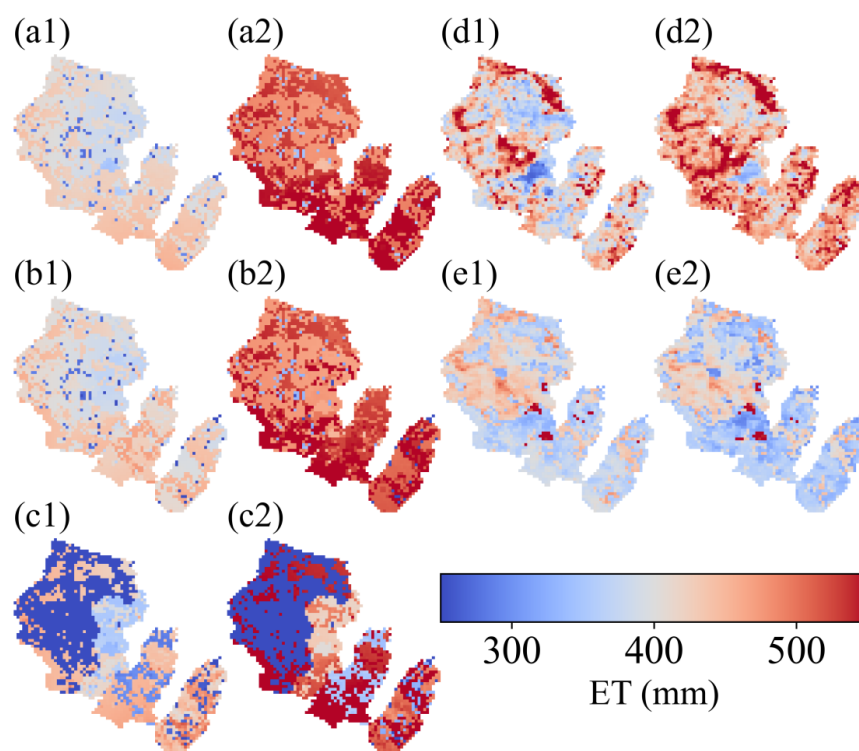 (a1) (a2) (d1) (d2)
(b1) (b2) (e1) (e2)
(c1) (c2)
300 400 500
ET (mm)